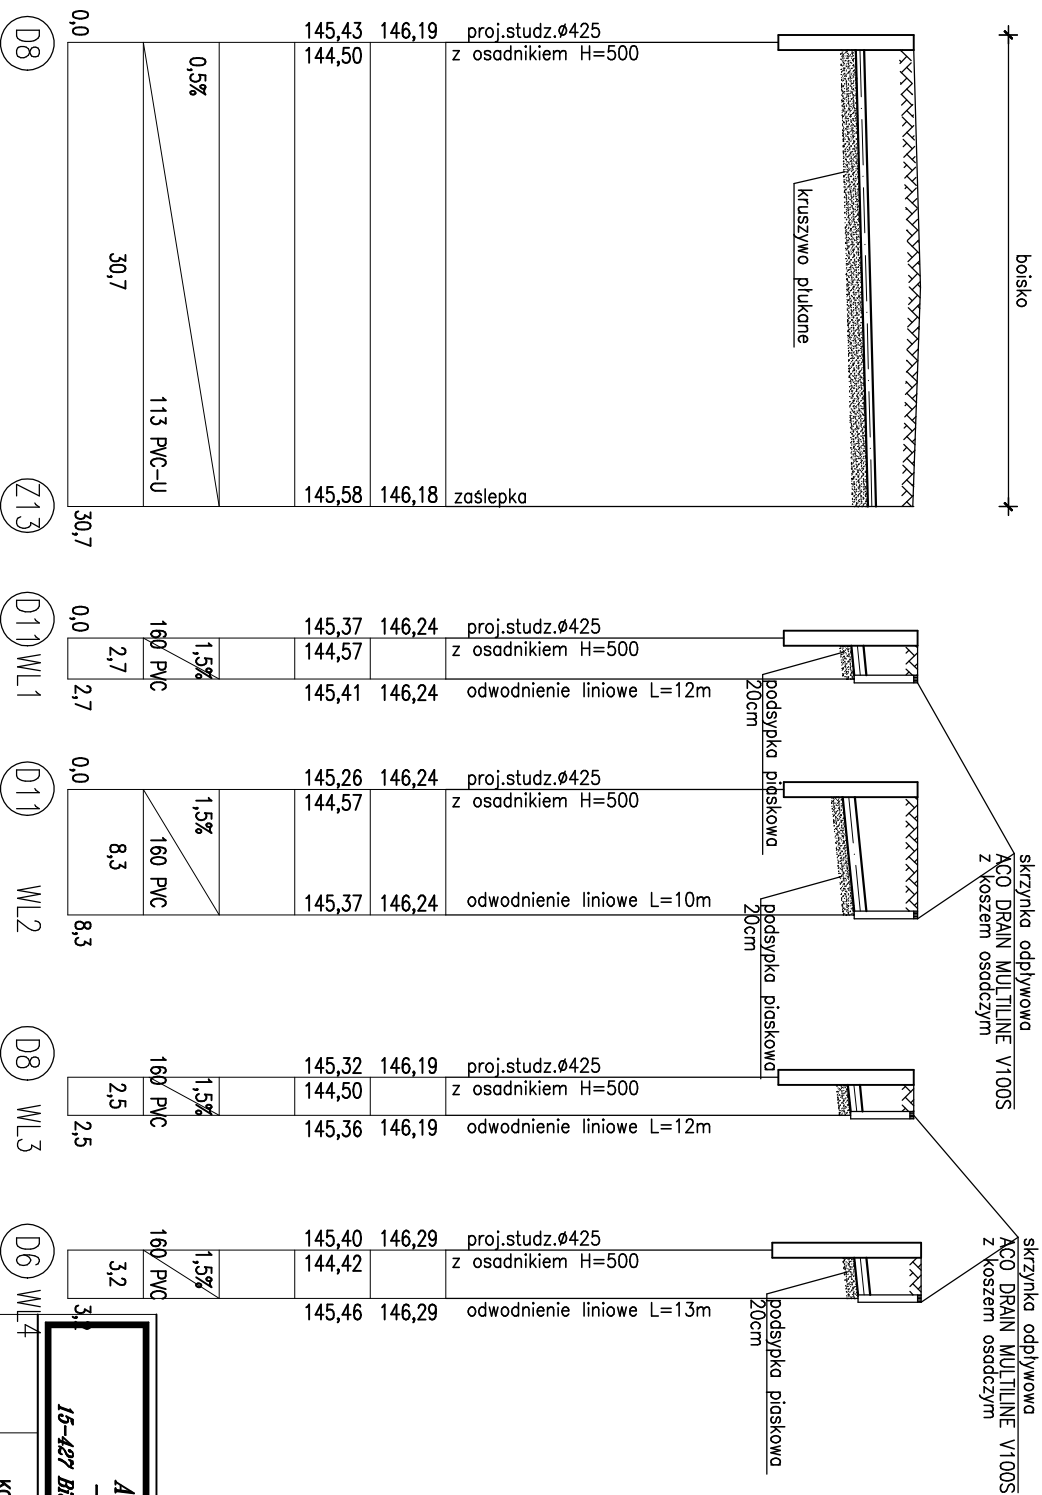 boisko
kruszywo płukane
proj.studz.ø425
z osadnikiem H=500
146,19
145,43
144,50
zaślepka
146,18
145,58
0,5%
113 PVC-U
30,7
0,0
30,7
D8
Z13
skrzynka odpływowa
ACO DRAIN MULTILINE V100S
z koszem osadczym
podsypka piaskowa
20cm
proj.studz.ø425
z osadnikiem H=500
146,24
145,37
144,57
odwodnienie liniowe L=12m
146,24
145,41
1,5%
160 PVC
2,7
0,0
2,7
D11
WL1
podsypka piaskowa
20cm
proj.studz.ø425
z osadnikiem H=500
146,24
145,26
144,57
odwodnienie liniowe L=10m
146,24
145,37
1,5%
160 PVC
8,3
0,0
8,3
D11
WL2
skrzynka odpływowa
ACO DRAIN MULTILINE V100S
z koszem osadczym
proj.studz.ø425
z osadnikiem H=500
146,19
145,32
144,50
odwodnienie liniowe L=12m
146,19
145,36
1,5%
160 PVC
2,5
2,5
D8
WL3
podsypka piaskowa
20cm
proj.studz.ø425
z osadnikiem H=500
146,29
145,40
144,42
odwodnienie liniowe L=13m
146,29
145,46
1,5%
160 PVC
3,2
D6
WL4
15-427